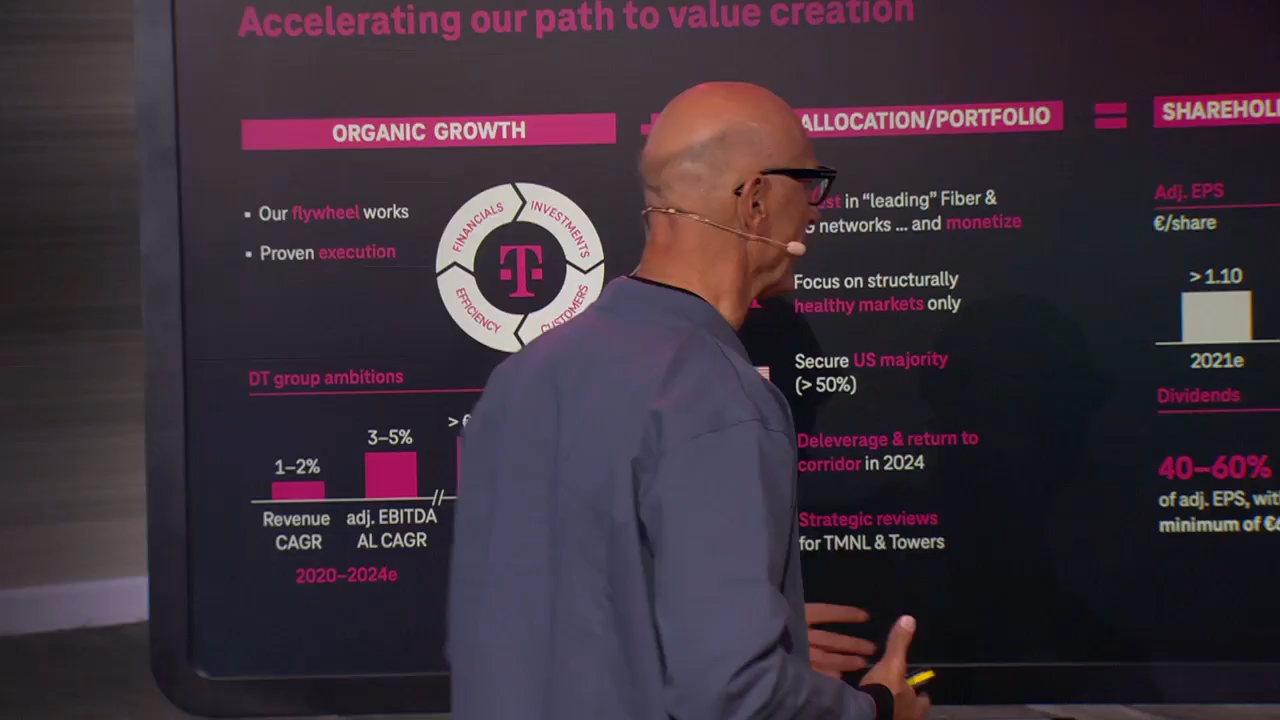 Accelerating our path to value creation
ORGANIC GROWTH
ALLOCATION/PORTFOLIO
=
Our flywheel works
Proven execution
FINANCIALS
INVESTMENTS
EFFICIENCY
CUSTOMERS
T
DT group ambitions
1–2%
3–5%
Revenue
CAGR
adj. EBITDA
AL CAGR
2020–2024e
in “leading” Fiber &
networks ... and monetize
Focus on structurally
healthy markets only
Secure US majority
(> 50%)
Deleverage & return to
corridor in 2024
Strategic reviews
for TMNL & Towers
Adj. EPS
€/share
> 1.10
2021e
Dividends
40–60%
of adj. EPS,
minimum of